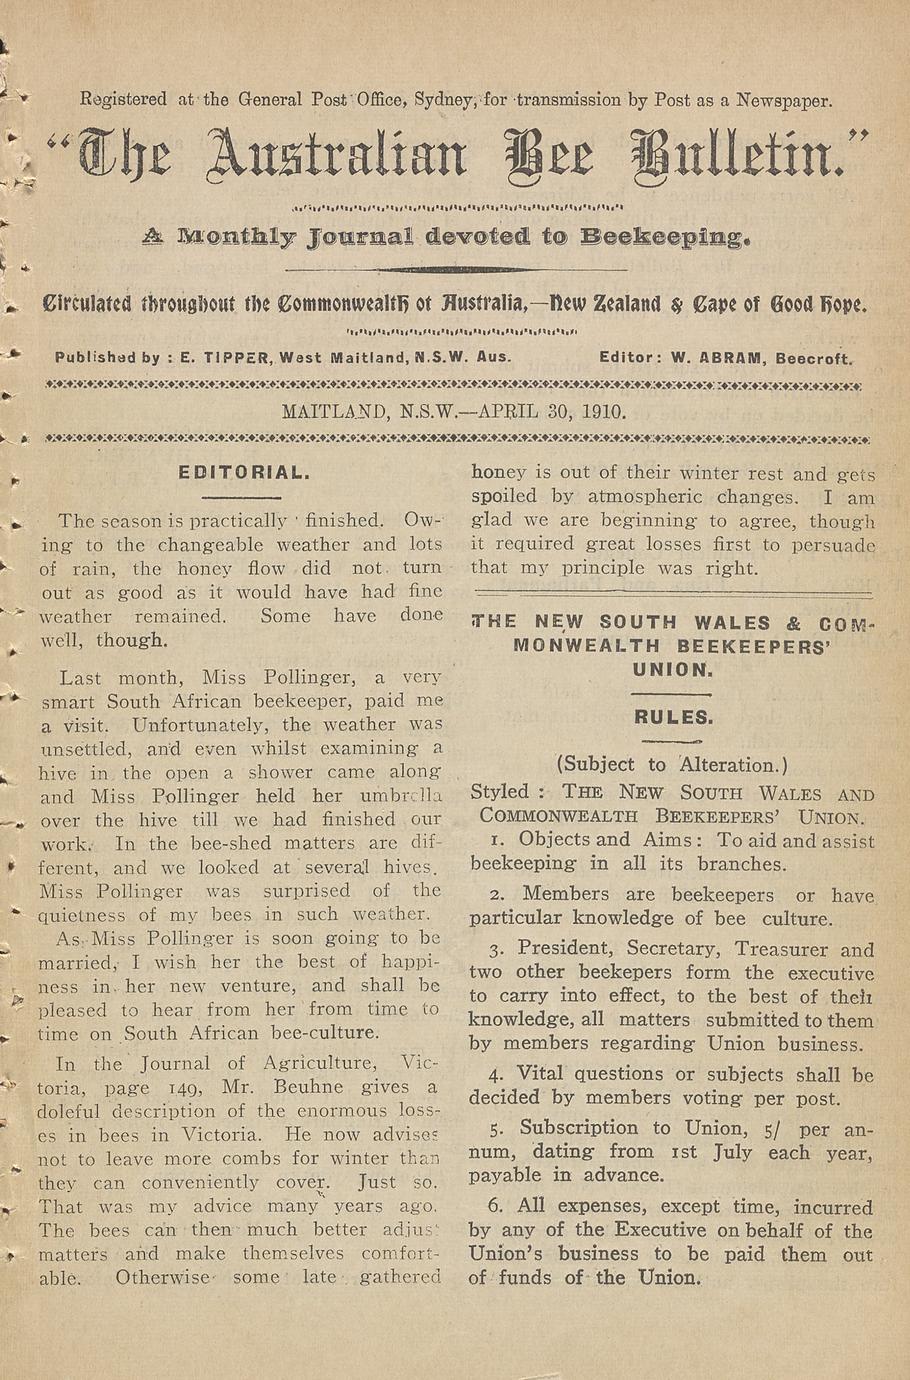 Registered at the General Post Office, Sydney, for transmission by Post as a Newspaper.
“The Australian Bee Bulletin.”
A Monthly Journal devoted to Beekeeping.
Circulated throughout the Commonwealth of Australia,—New Zealand & Cape of Good Hope.
Published by : E. TIPPER, West Maitland, N.S.W. Aus.
Editor: W. ABRAM, Beecroft.
MAITLAND, N.S.W.—APRIL 30, 1910.
EDITORIAL.
The season is practically finished. Ow-
ing to the changeable weather and lots
of rain, the honey flow did not turn
out as good as it would have had fine
weather remained. Some have done
well, though.
Last month, Miss Pollinger, a very
smart South African beekeeper, paid me
a visit. Unfortunately, the weather was
unsettled, and even whilst examining a
hive in the open a shower came along
and Miss Pollinger held her umbrella
over the hive till we had finished our
work. In the bee-shed matters are dif-
ferent, and we looked at several hives.
Miss Pollinger was surprised of the
quietness of my bees in such weather.
As Miss Pollinger is soon going to be
married, I wish her the best of happi-
ness in her new venture, and shall be
pleased to hear from her from time to
time on South African bee-culture.
In the Journal of Agriculture, Vic-
toria, page 149, Mr. Beuhne gives a
doleful description of the enormous loss-
es in bees in Victoria. He now advises
not to leave more combs for winter than
they can conveniently cover. Just so.
That was my advice many years ago.
The bees can then much better adjust
matters and make themselves comfort-
able. Otherwise some late gathered
honey is out of their winter rest and gets
spoiled by atmospheric changes. I am
glad we are beginning to agree, though
it required great losses first to persuade
that my principle was right.
THE NEW SOUTH WALES & COM-
MONWEALTH BEEKEEPERS’
UNION.
RULES.
(Subject to Alteration.)
Styled : THE NEW SOUTH WALES AND
COMMONWEALTH BEEKEEPERS’ UNION.
1. Objects and Aims : To aid and assist
beekeeping in all its branches.
2. Members are beekeepers or have
particular knowledge of bee culture.
3. President, Secretary, Treasurer and
two other beekepers form the executive
to carry into effect, to the best of their
knowledge, all matters submitted to them
by members regarding Union business.
4. Vital questions or subjects shall be
decided by members voting per post.
5. Subscription to Union, 5/ per an-
num, dating from 1st July each year,
payable in advance.
6. All expenses, except time, incurred
by any of the Executive on behalf of the
Union’s business to be paid them out
of funds of the Union.